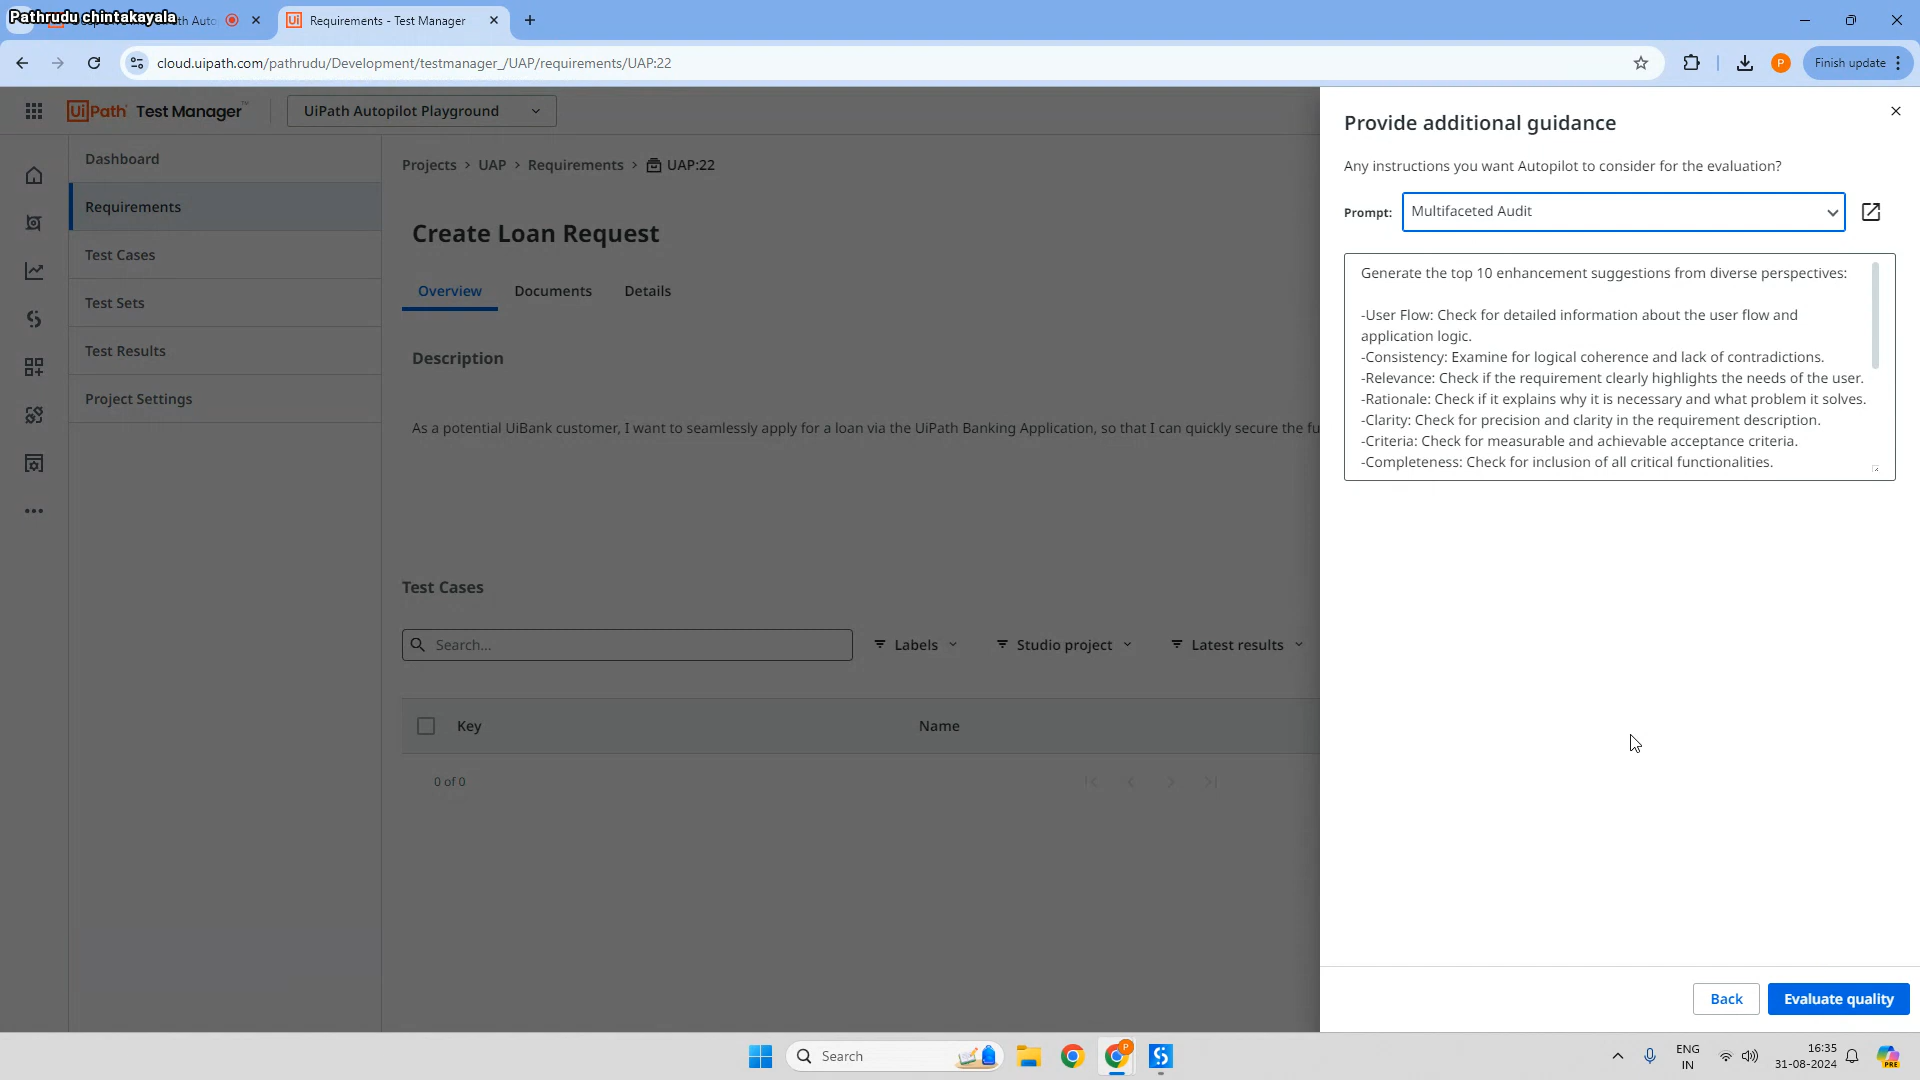 Pathrudu chintakayala
Requirements - Test Manager
cloud.uipath.com/pathrudu/Development/testmanager_/UAP/requirements/UAP:22
P
Finish update
UiPath Test Manager™
UiPath Autopilot Playground
Dashboard
Requirements
Test Cases
Test Sets
Test Results
Project Settings
Projects > UAP > Requirements > UAP:22
Create Loan Request
Overview
Documents
Details
Description
As a potential UiBank customer, I want to seamlessly apply for a loan via the UiPath Banking Application, so that I can quickly secure the fu
Test Cases
Search...
Labels
Studio project
Latest results
Key
Name
0 of 0
Provide additional guidance
Any instructions you want Autopilot to consider for the evaluation?
Prompt:
Multifaceted Audit
Generate the top 10 enhancement suggestions from diverse perspectives:
-User Flow: Check for detailed information about the user flow and
application logic.
-Consistency: Examine for logical coherence and lack of contradictions.
-Relevance: Check if the requirement clearly highlights the needs of the user.
-Rationale: Check if it explains why it is necessary and what problem it solves.
-Clarity: Check for precision and clarity in the requirement description.
-Criteria: Check for measurable and achievable acceptance criteria.
-Completeness: Check for inclusion of all critical functionalities.
Back
Evaluate quality
Search
P
ENG
IN
16:35
31-08-2024
PRE